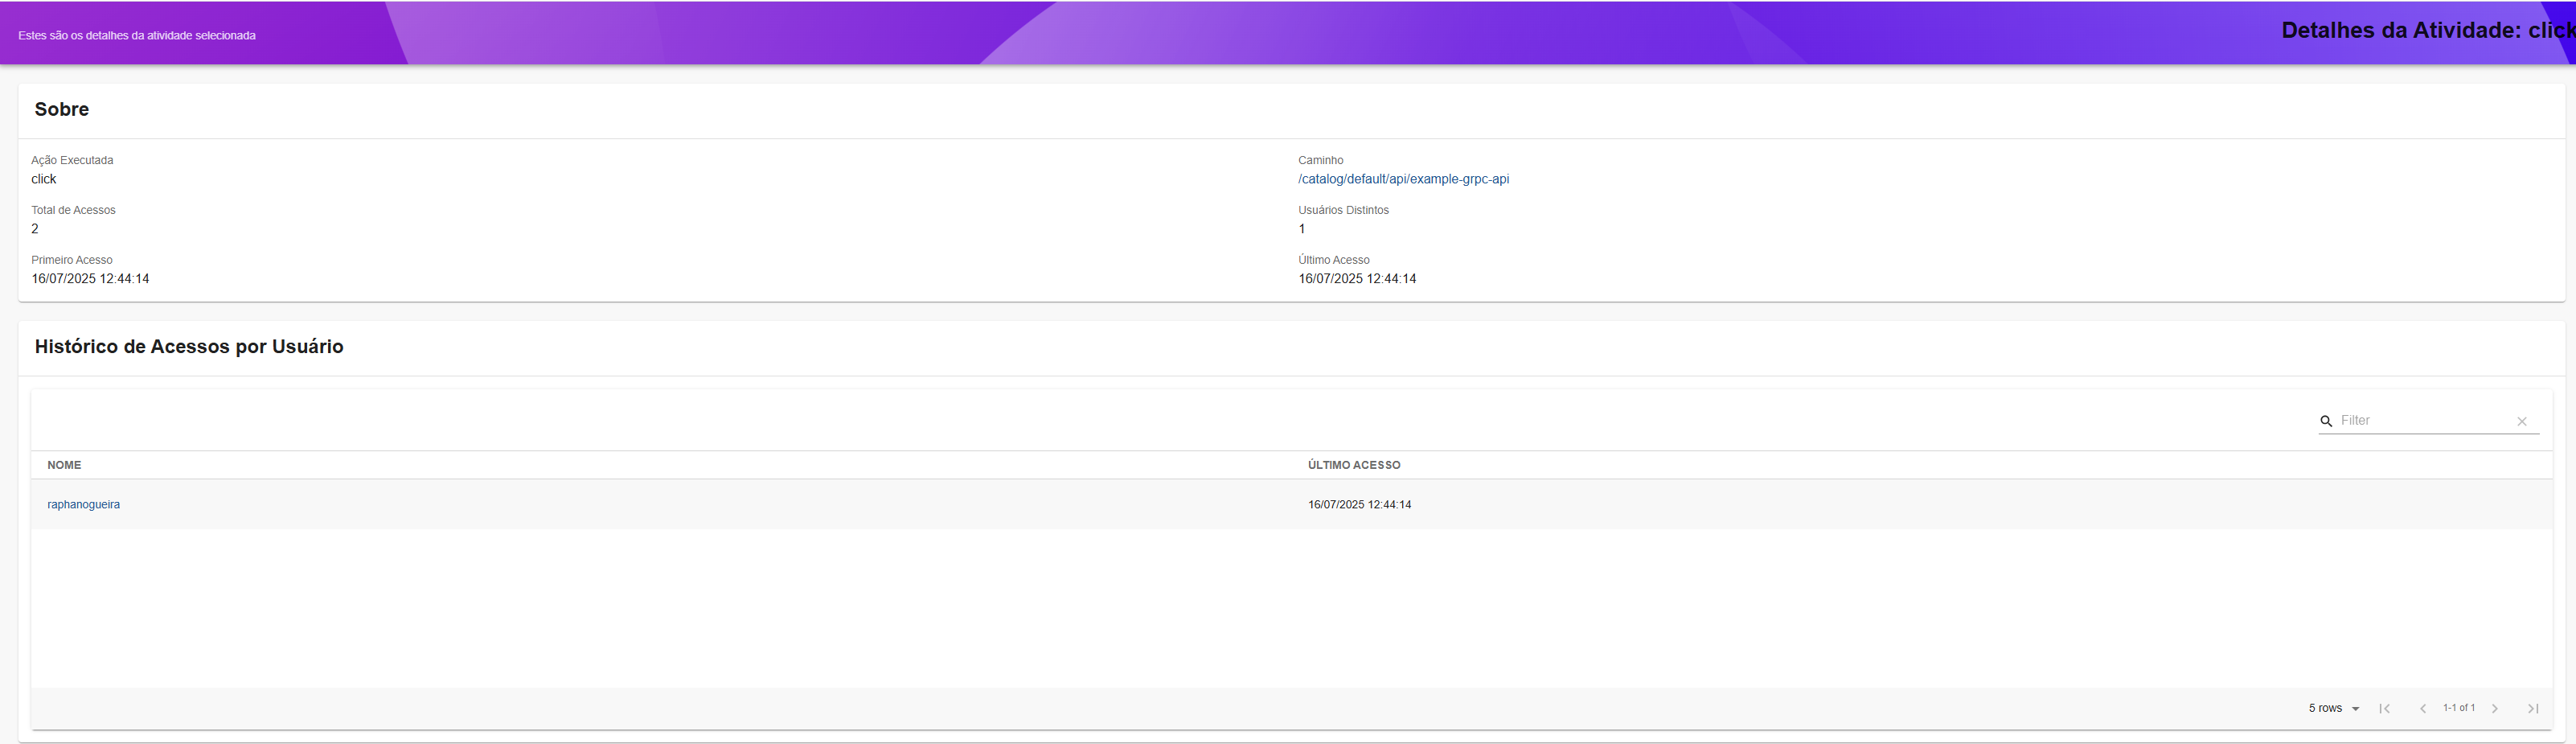 Estes são os detalhes da atividade selecionada
Detalhes da Atividade: click
Sobre
Ação Executada
click
Caminho
/catalog/default/api/example-grpc-api
Total de Acessos
2
Usuários Distintos
1
Primeiro Acesso
16/07/2025 12:44:14
Último Acesso
16/07/2025 12:44:14
Histórico de Acessos por Usuário
Filter
NOME
ÚLTIMO ACESSO
raphanogueira
16/07/2025 12:44:14
5 rows
1-1 of 1